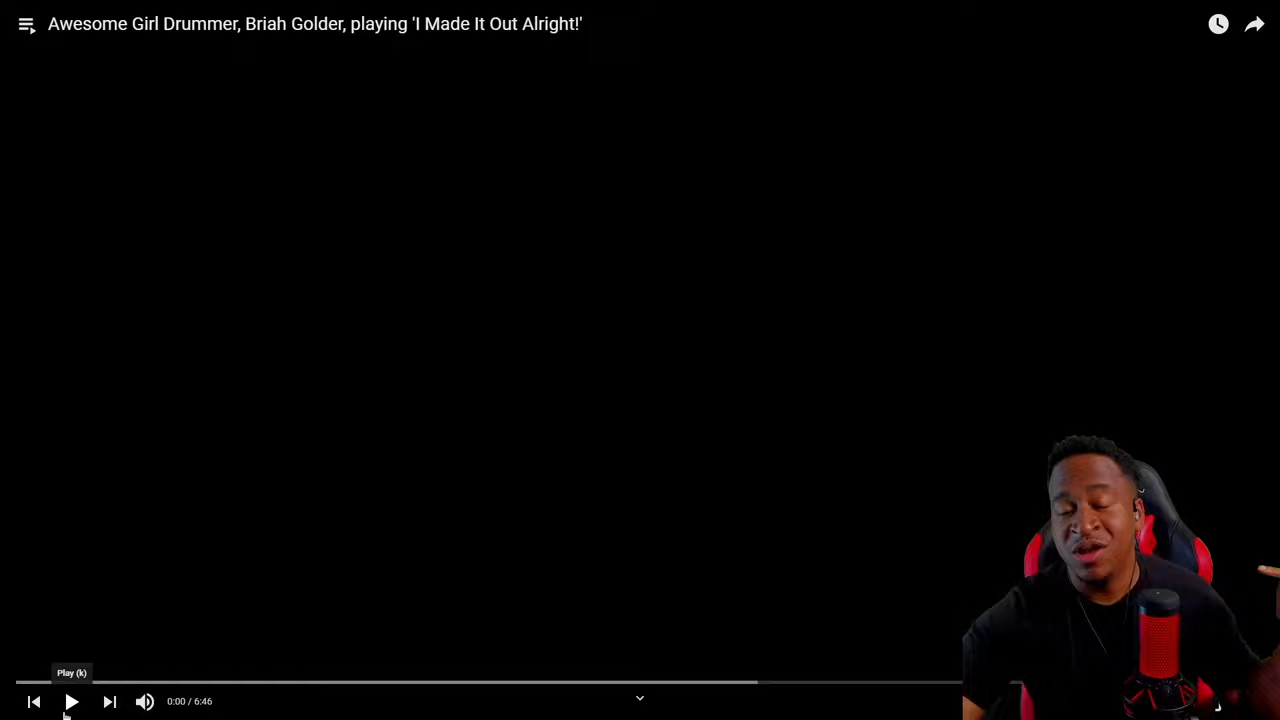 Awesome Girl Drummer, Briah Golder, playing 'I Made It Out Alright!'
Play (k)
0:00 / 6:46